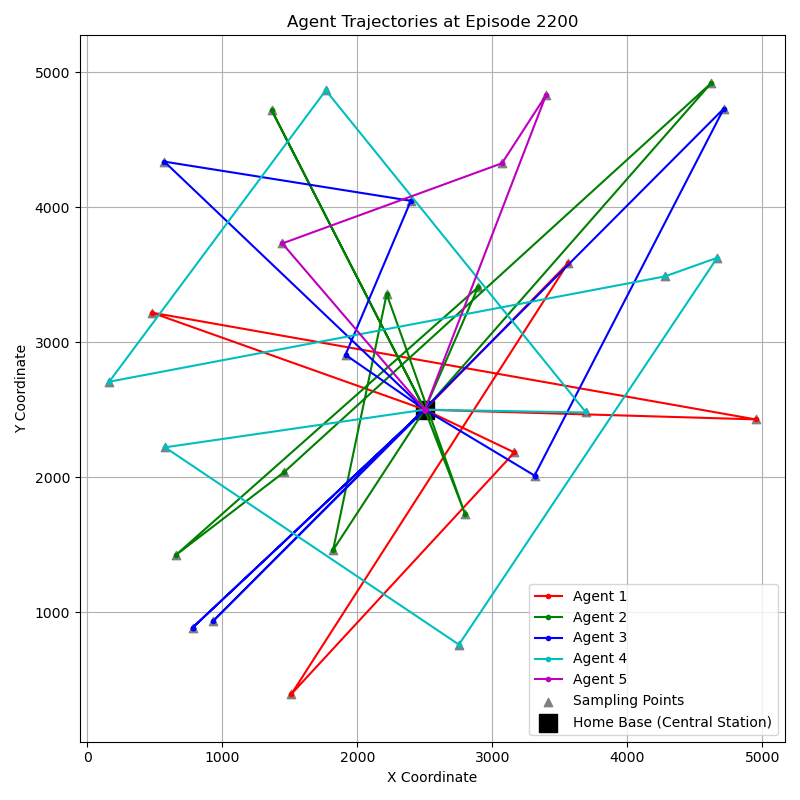 Agent Trajectories at Episode 2200
Y Coordinate
5000
4000
3000
2000
1000
0
1000
2000
3000
4000
5000
X Coordinate
Agent 1
Agent 2
Agent 3
Agent 4
Agent 5
Sampling Points
Home Base (Central Station)